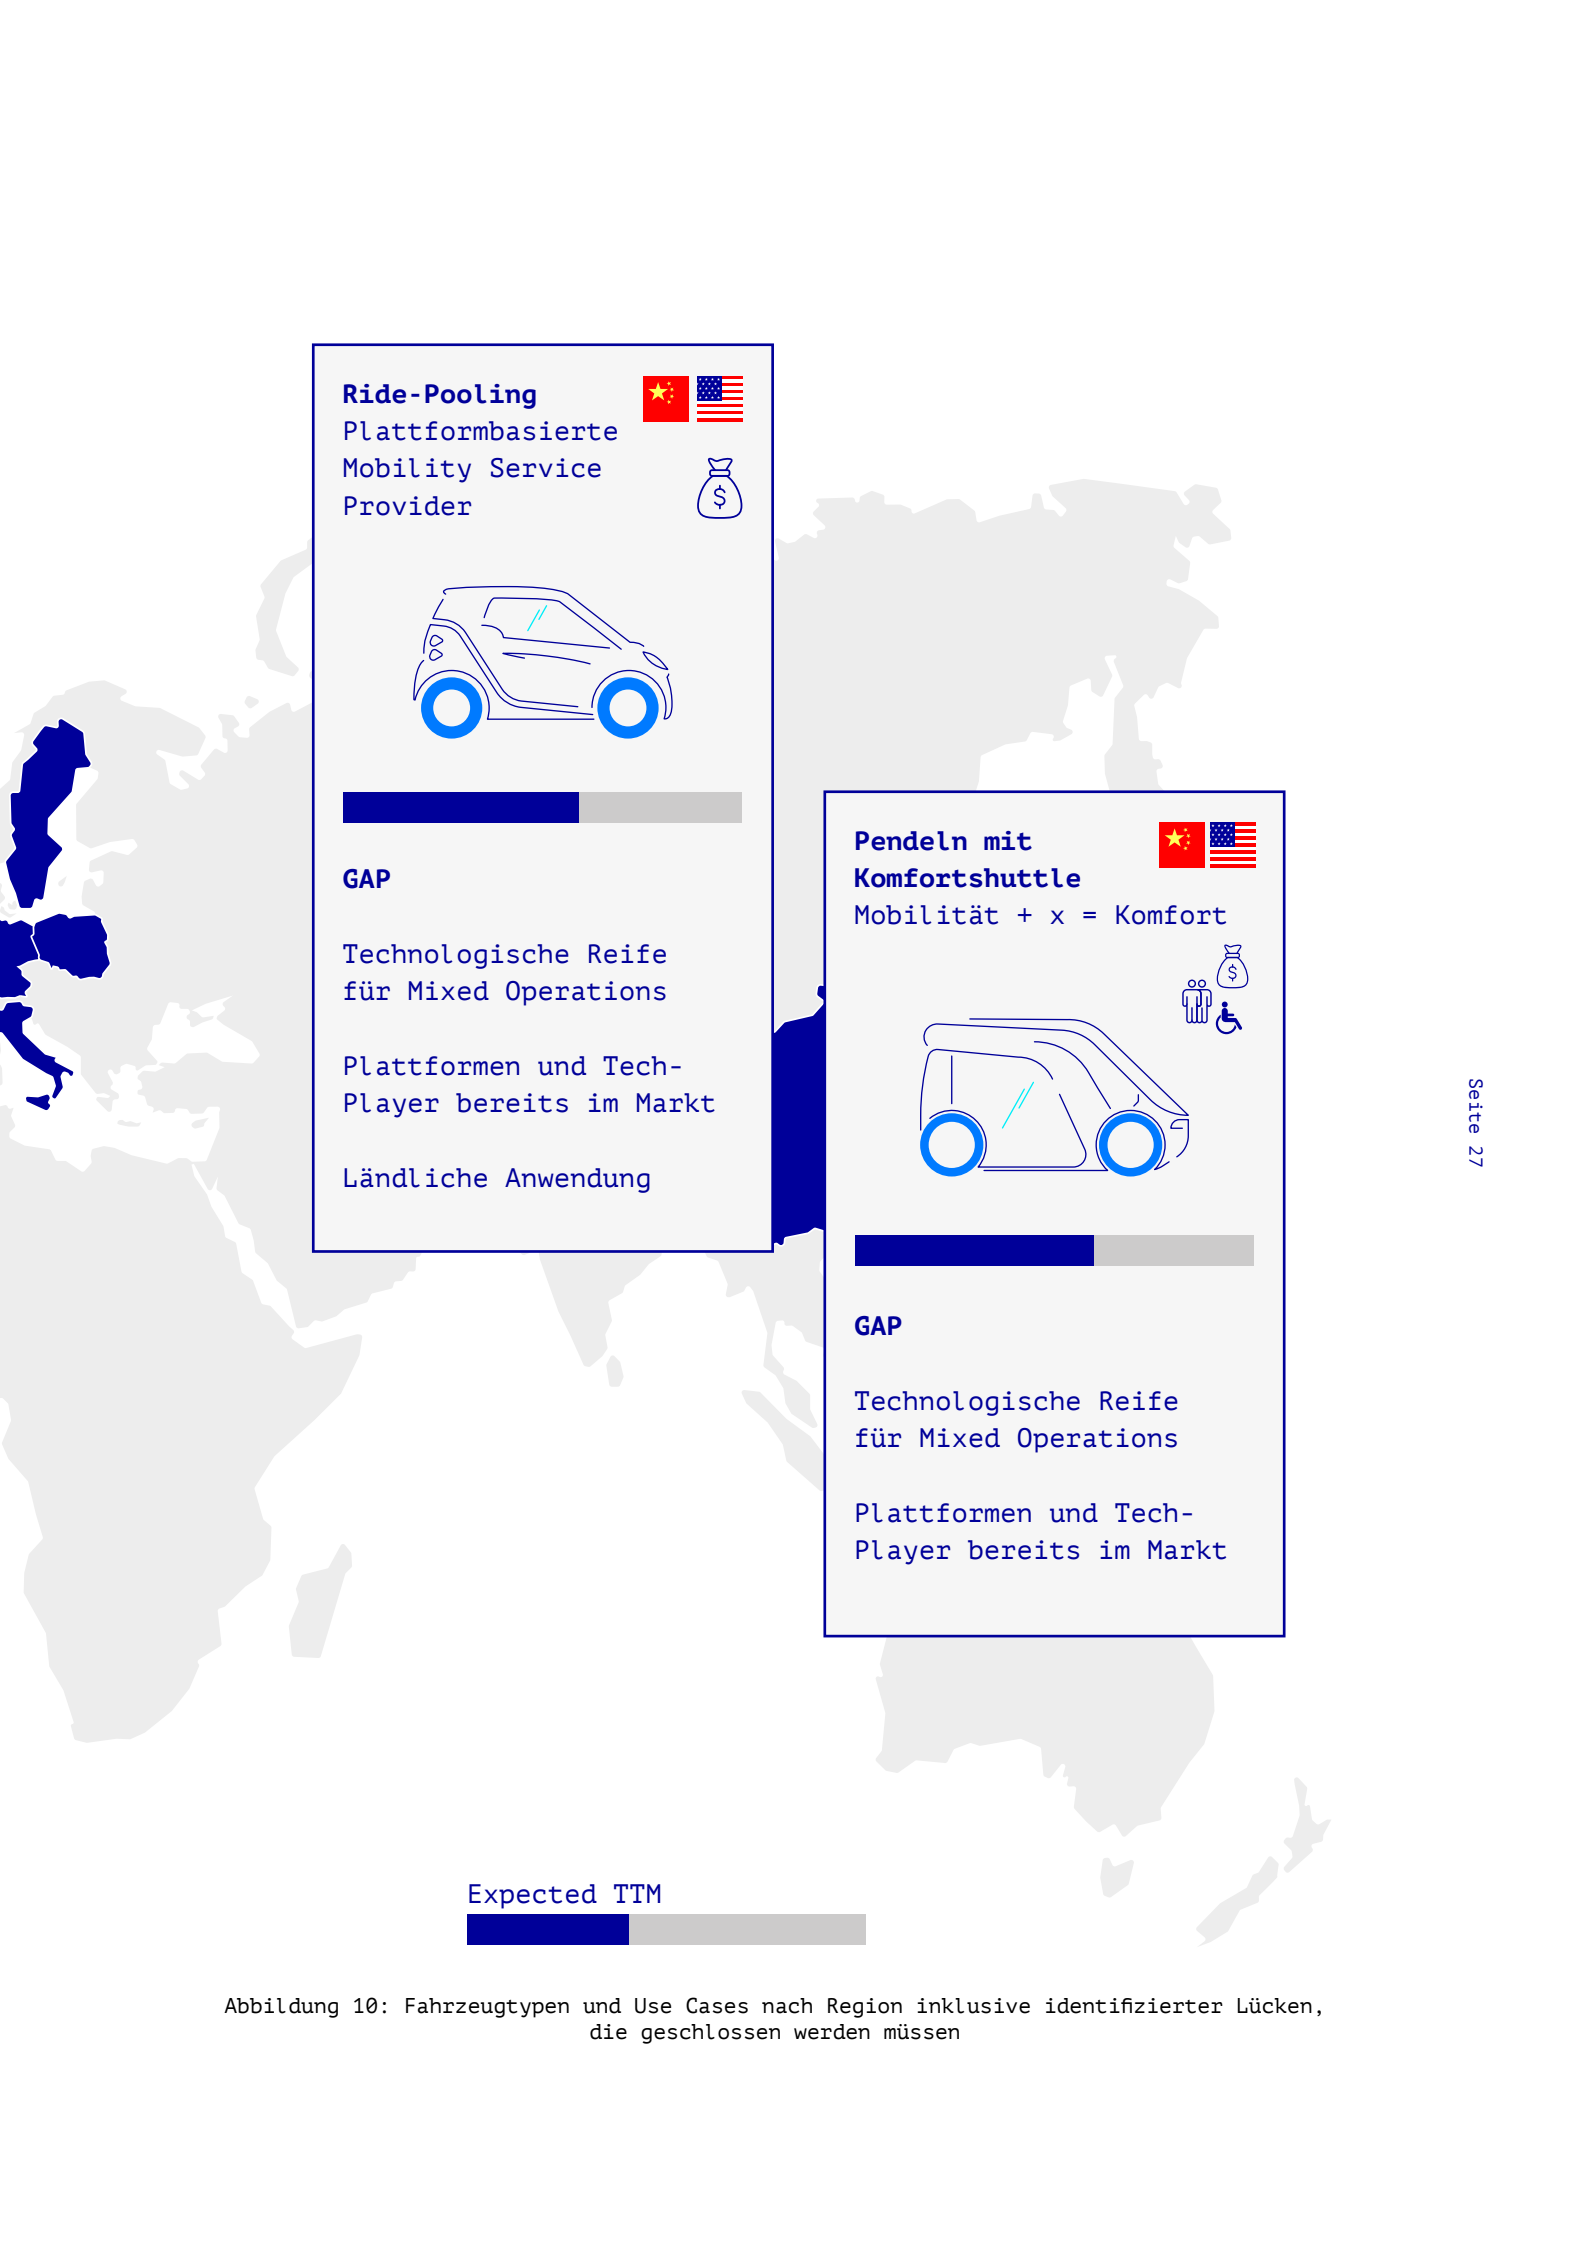 Ride-Pooling
Plattformbasierte
Mobility Service
Provider
$
GAP
Technologische Reife
für Mixed Operations
Plattformen und Tech-
Player bereits im Markt
Ländliche Anwendung
Pendeln mit
Komfortshuttle
Mobilität + x = Komfort
$
GAP
Technologische Reife
für Mixed Operations
Plattformen und Tech-
Player bereits im Markt
Seite 27
Expected TTM
Abbildung 10: Fahrzeugtypen und Use Cases nach Region inklusive identifizierter Lücken,
die geschlossen werden müssen